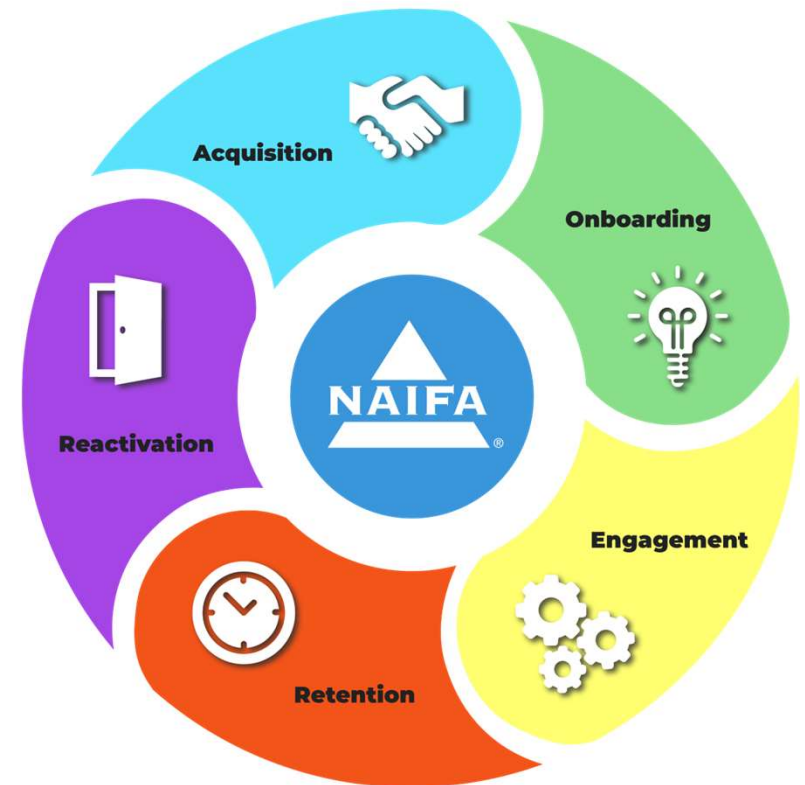 Acquisition
Onboarding
NAIFA
®
Reactivation
Engagement
Retention